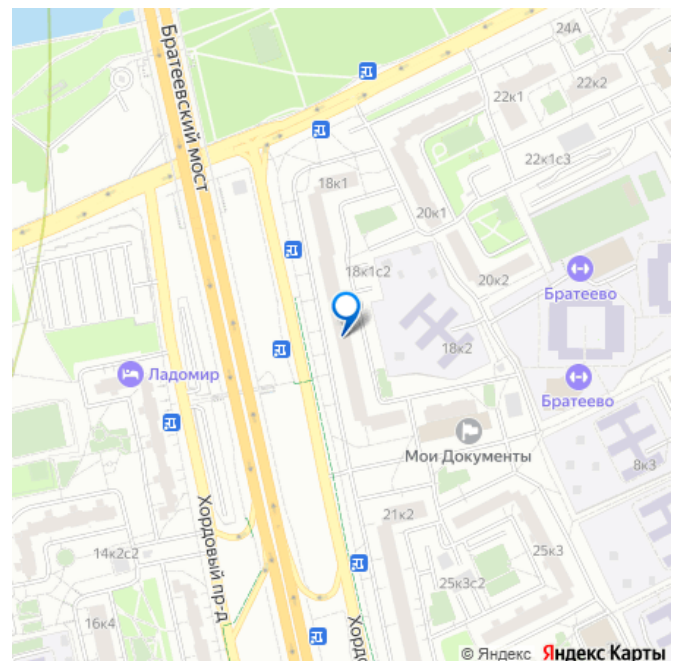 24А
Братеевский мост
22к2
22к1
22к1с3
18к1
20к1
18к1с2
20к2
Братеево
18к2
Ладомир
Братеево
Мои Документы
8к3
21к2
Хордовый пр-д
14к2с2
25к3
25к3с2
16к4
Хордо
© Яндекс Яндекс Карты